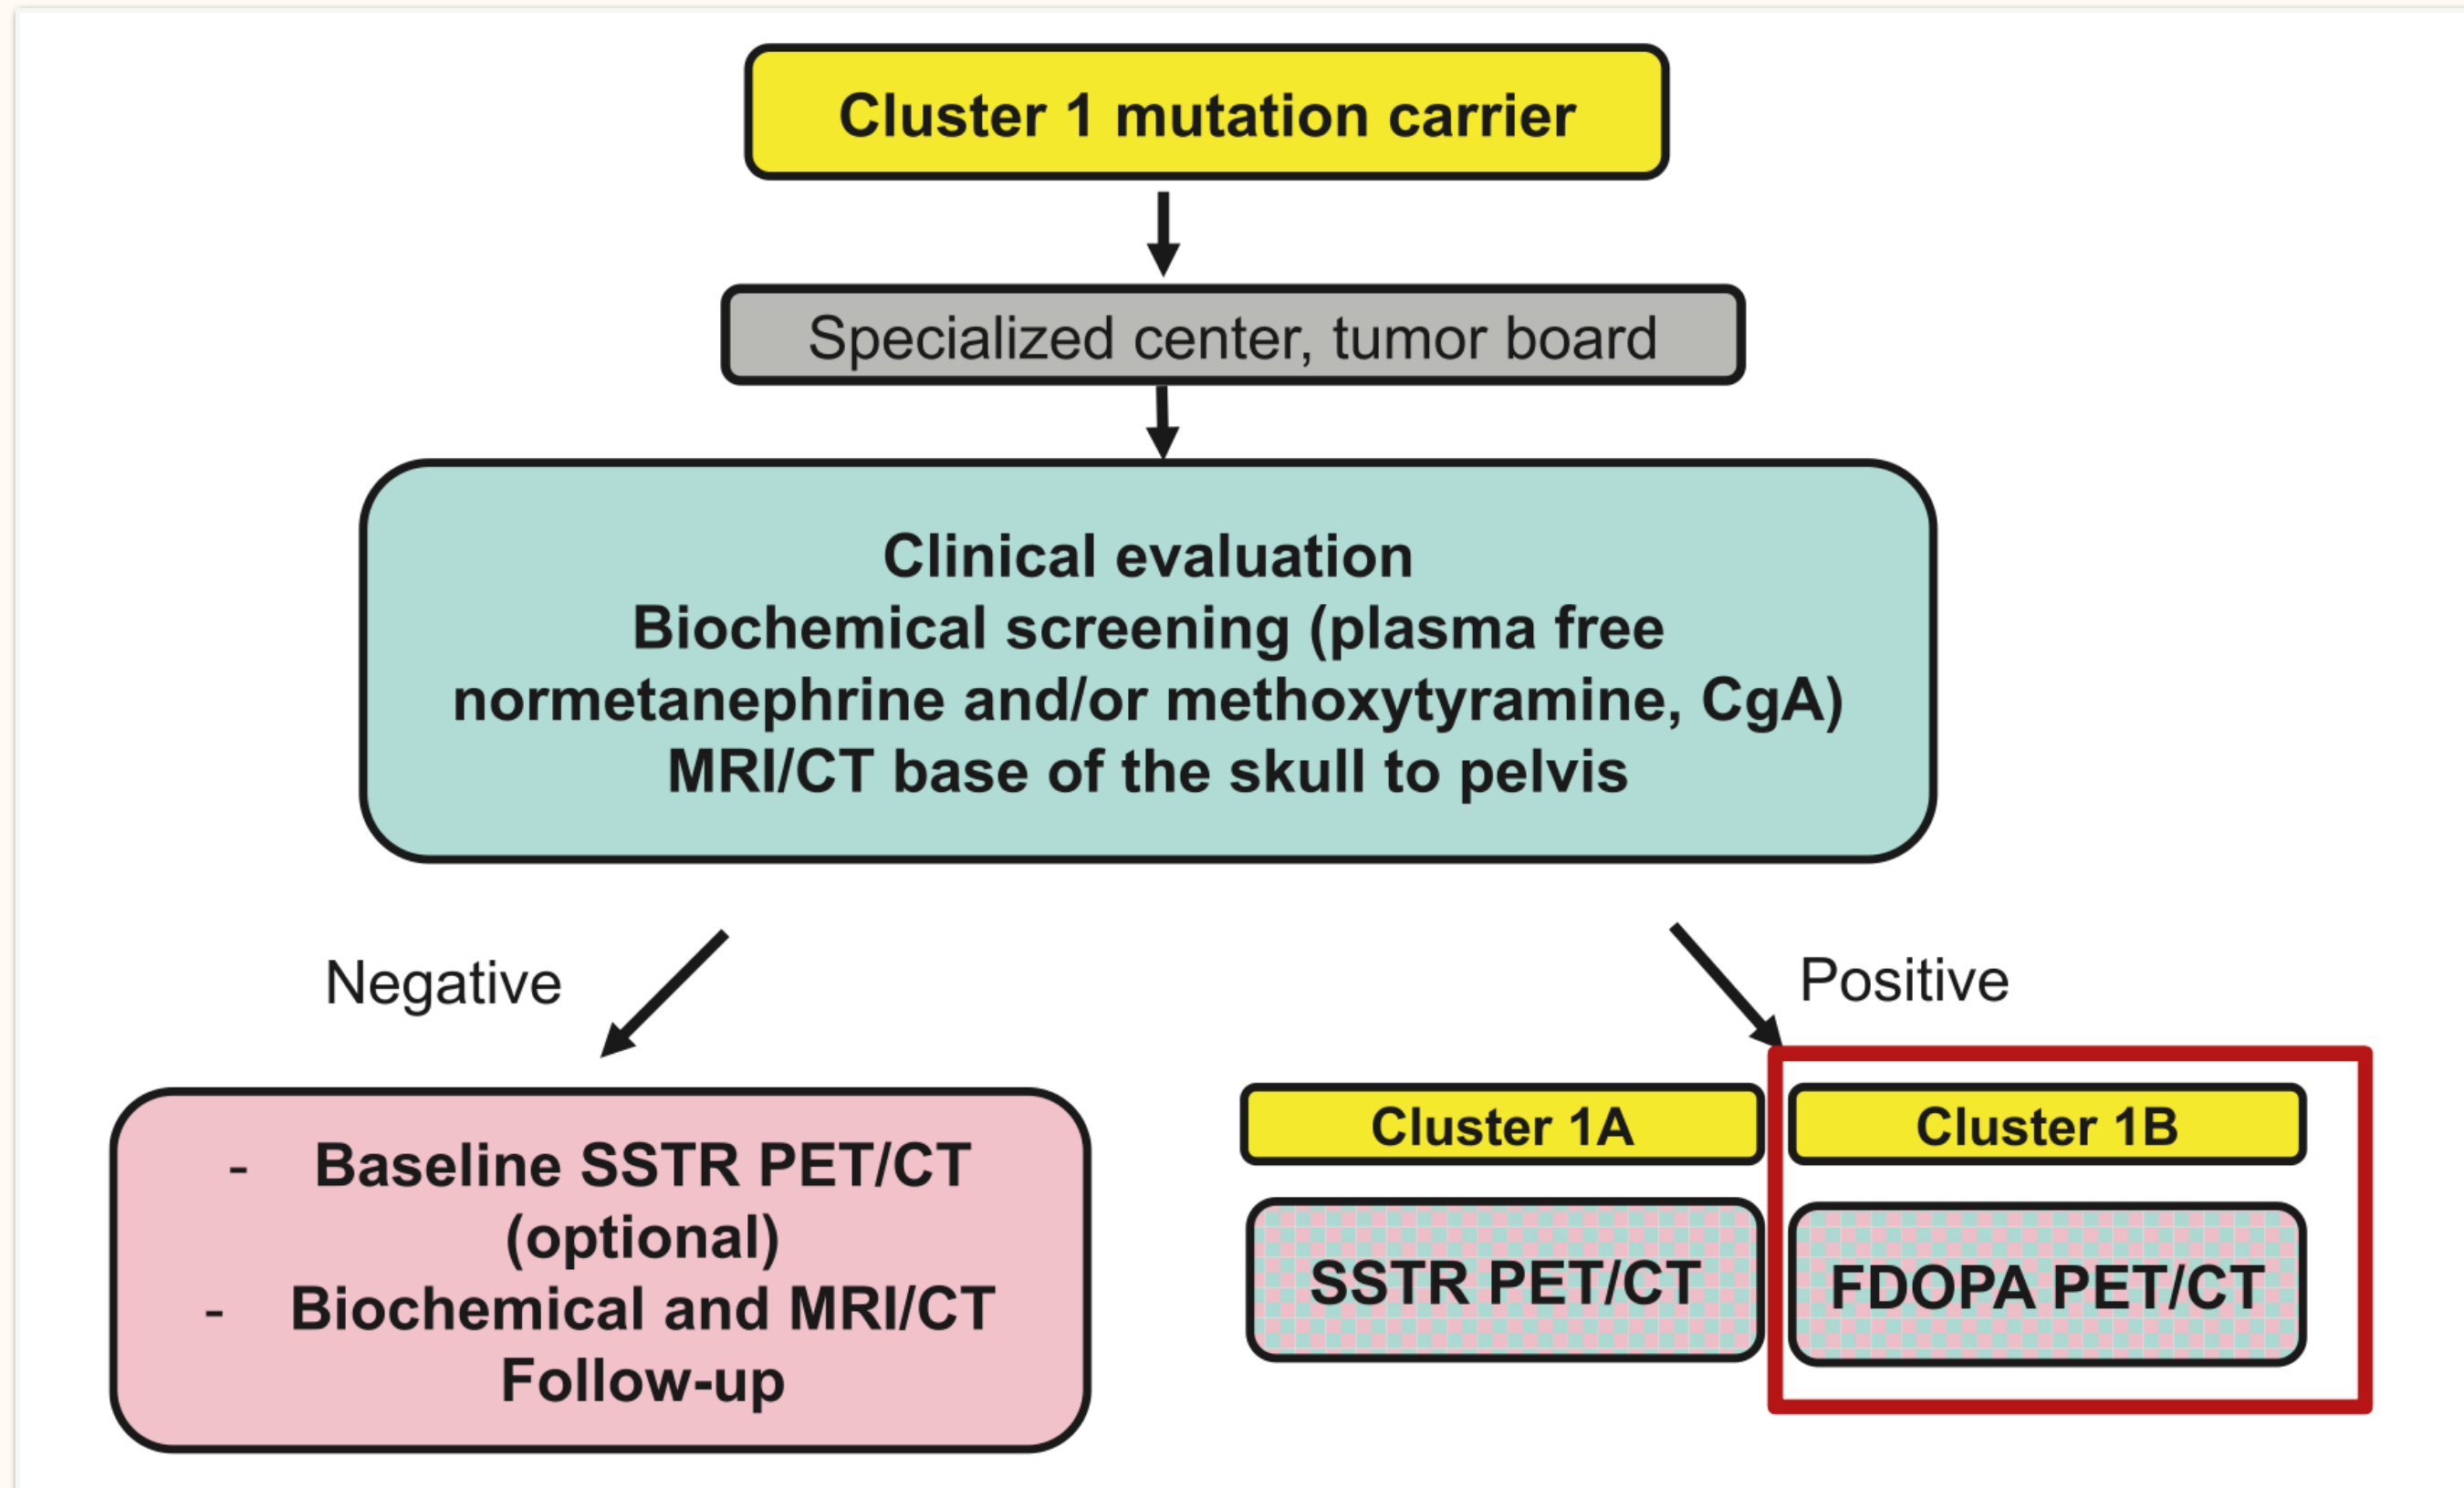 Cluster 1 mutation carrier
Specialized center, tumor board
Clinical evaluation
Biochemical screening (plasma free
normetanephrine and/or methoxytyramine, CgA)
MRI/CT base of the skull to pelvis
Negative
Positive
- Baseline SSTR PET/CT
(optional)
- Biochemical and MRI/CT
Follow-up
Cluster 1A
SSTR PET/CT
Cluster 1B
FDOPA PET/CT